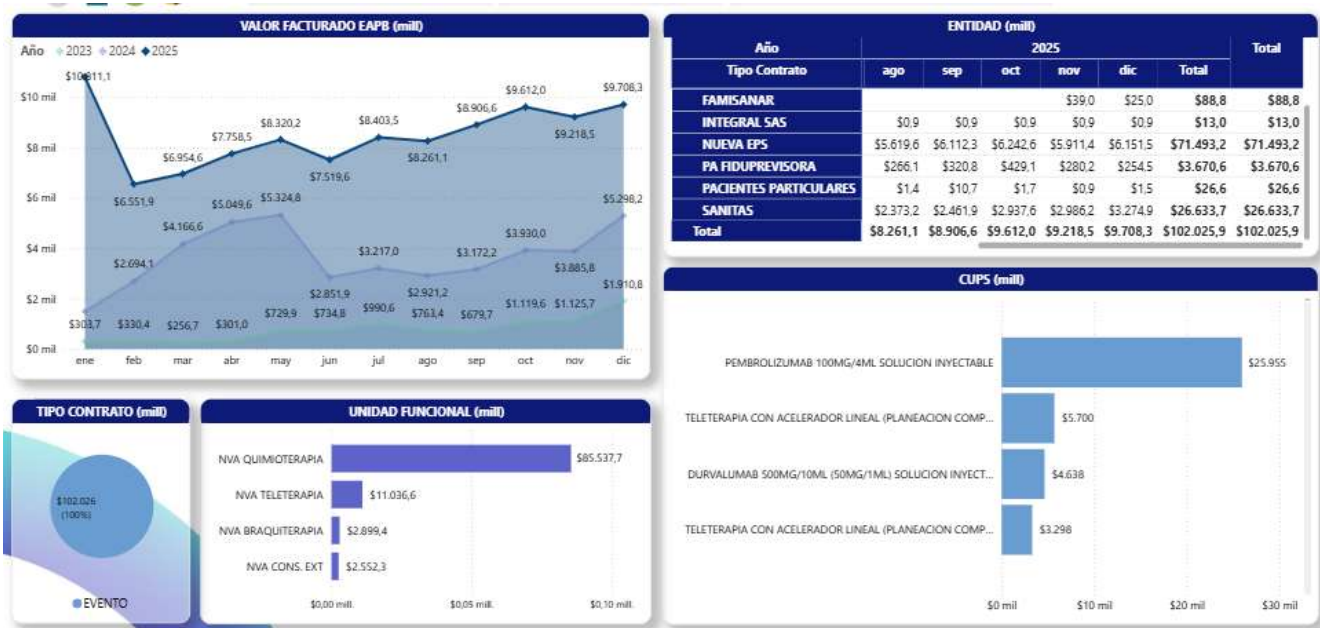 VALOR FACTURADO EAPB (mill)
Año 2023 2024 2025
$10 mil
$8 mil
$6 mil
$4 mil
$2 mil
$0 mil
$6.551,9
$6.954,6
$7.758,5
$8.320,2
$7.519,6
$8.403,5
$8.261,1
$8.906,6
$9.612,0
$9.218,5
$9.708,3
$2.694,1
$4.166,6
$5.049,6
$5.324,8
$2.851,9
$3.217,0
$2.921,2
$3.172,2
$3.930,0
$3.885,8
$5.298,2
$303,7
$330,4
$256,7
$301,0
$729,9
$734,8
$990,6
$763,4
$679,7
$1.119,6
$1.125,7
$1.910,8
ene feb mar abr may jun jul ago sep oct nov dic
ENTIDAD (mill)
Año 2025 Total
Tipo Contrato ago sep oct nov dic Total
FAMISANAR $39,0 $25,0 $88,8 $88,8
INTEGRAL SAS $0,9 $0,9 $0,9 $0,9 $0,9 $13,0 $13,0
NUEVA EPS $5.619,6 $6.112,3 $6.242,6 $5.911,4 $6.151,5 $71.493,2 $71.493,2
PA FIDUPREVISORA $266,1 $320,8 $429,1 $280,2 $254,5 $3.670,6 $3.670,6
PACIENTES PARTICULARES $1,4 $10,7 $1,7 $0,9 $1,5 $26,6 $26,6
SANITAS $2.373,2 $2.461,9 $2.937,6 $2.986,2 $3.274,9 $26.633,7 $26.633,7
Total $8.261,1 $8.906,6 $9.612,0 $9.218,5 $9.708,3 $102.025,9 $102.025,9
TIPO CONTRATO (mill)
$102.026
(100%)
EVENTO
UNIDAD FUNCIONAL (mill)
NVA QUIMIOTERAPIA $85.537,7
NVA TELETERAPIA $11.036,6
NVA BRAQUITERAPIA $2.899,4
NVA CONS. EXT $2.552,3
$0,00 mill. $0,05 mill. $0,10 mill.
CUPS (mill)
PEMBROLIZUMAB 100MG/4ML SOLUCION INYECTABLE $25.955
TELETERAPIA CON ACELERADOR LINEAL (PLANEACION COMP... $5.700
DURVALUMAB 500MG/10ML (50MG/1ML) SOLUCION INYECT... $4.638
TELETERAPIA CON ACELERADOR LINEAL (PLANEACION COMP... $3.298
$0 mil $10 mil $20 mil $30 mil